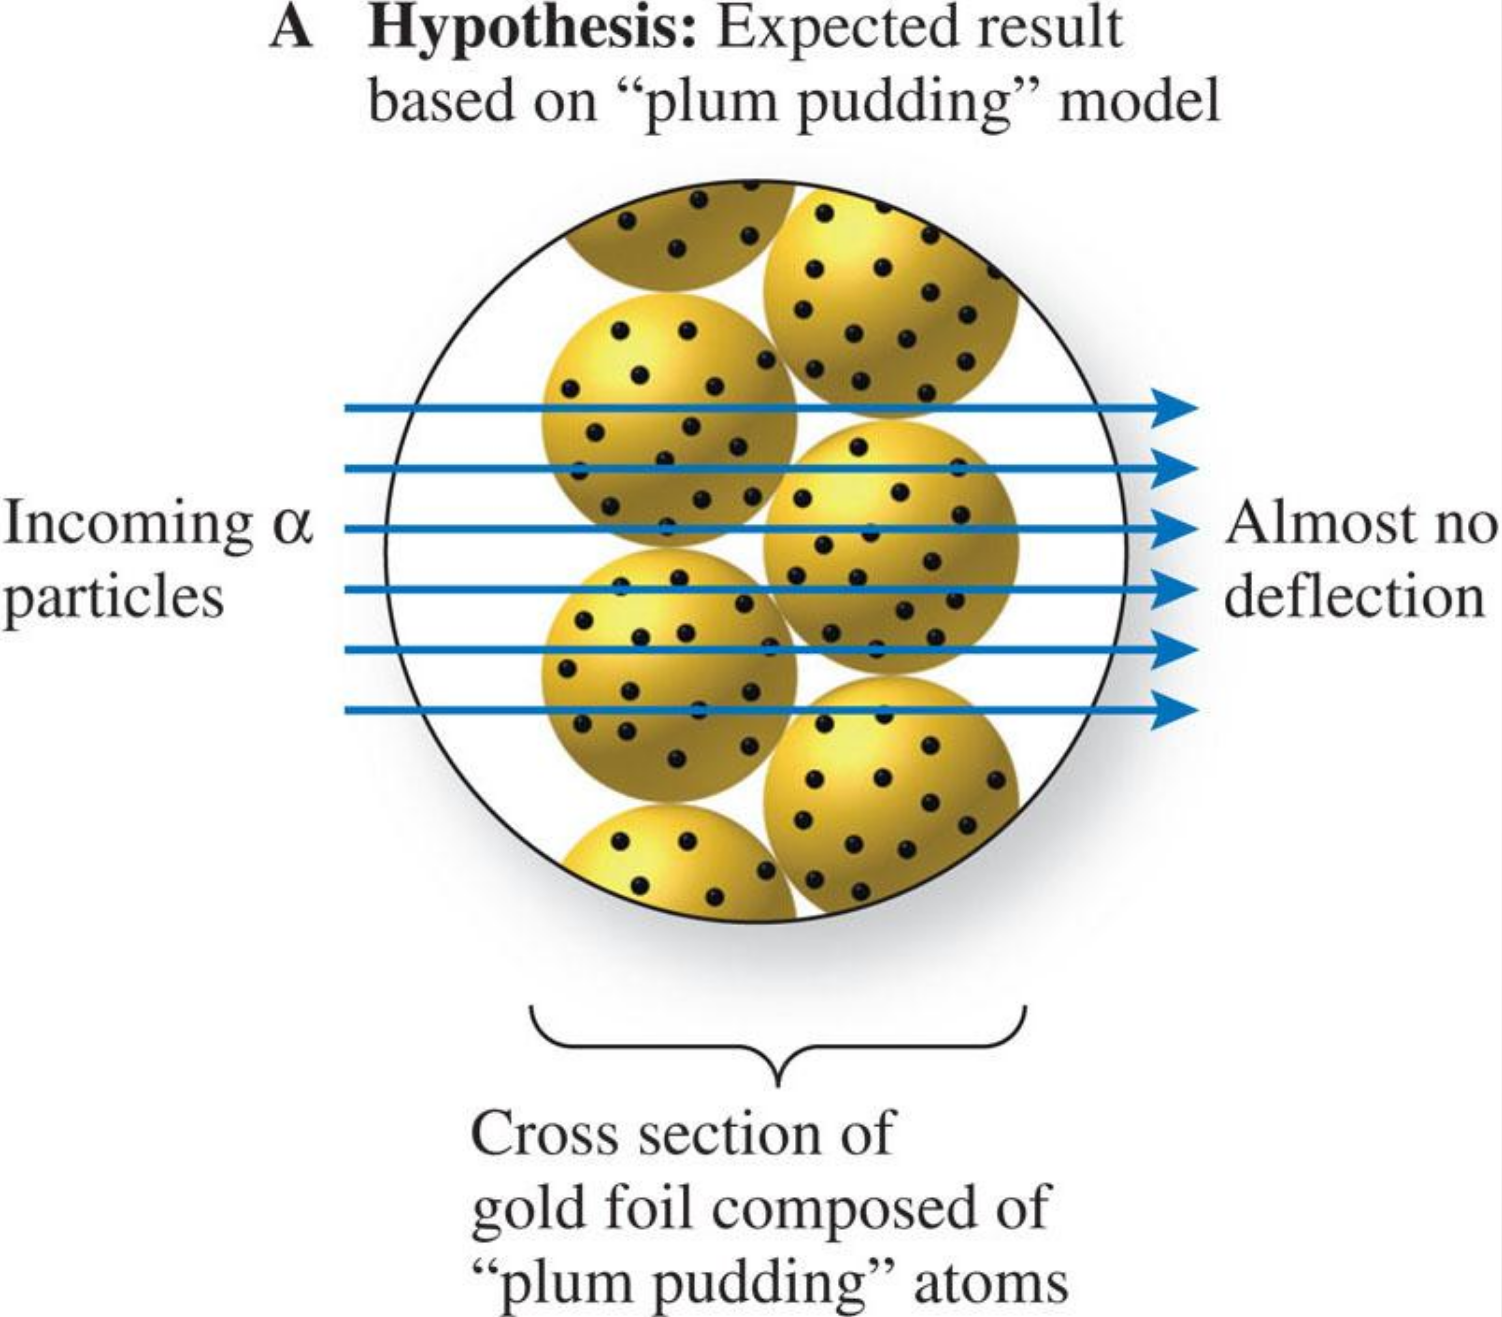 A Hypothesis: Expected result
based on “plum pudding” model
Incoming α
particles
Almost no
deflection
Cross section of
gold foil composed of
“plum pudding” atoms